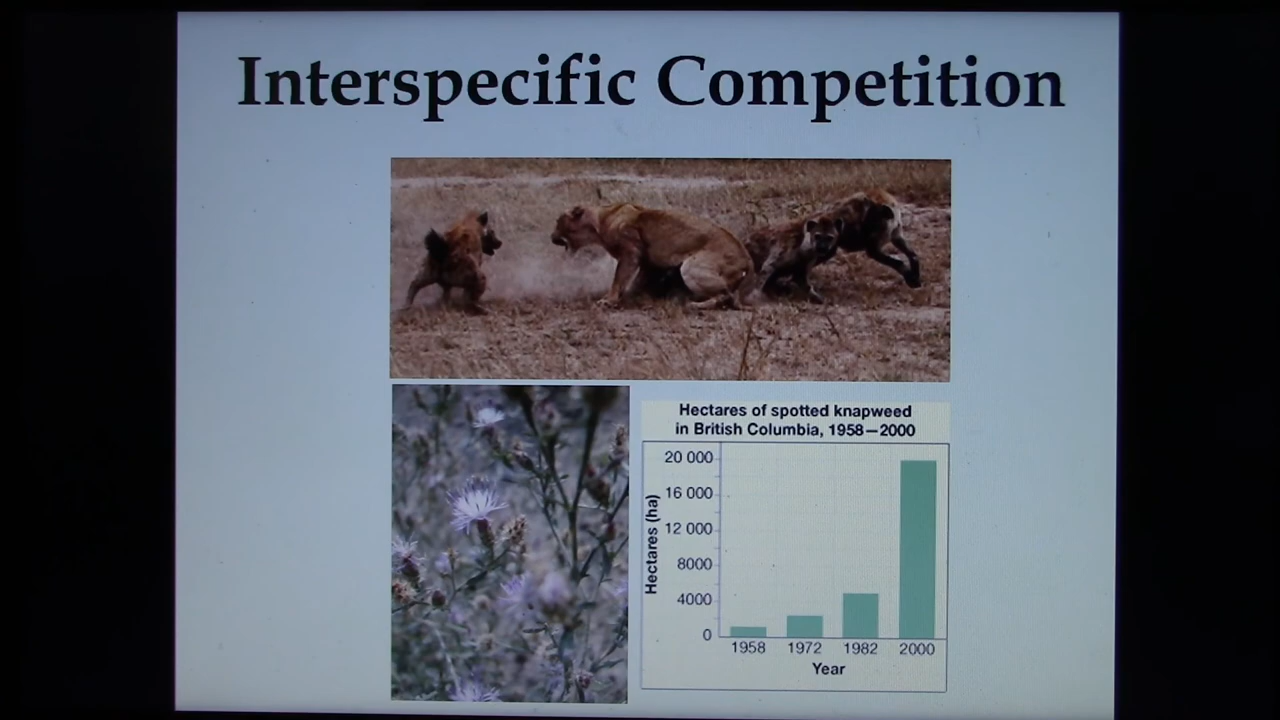 Interspecific Competition
Hectares of spotted knapweed
in British Columbia, 1958–2000
Hectares (ha)
20 000
16 000
12 000
8000
4000
0
1958 1972 1982 2000
Year